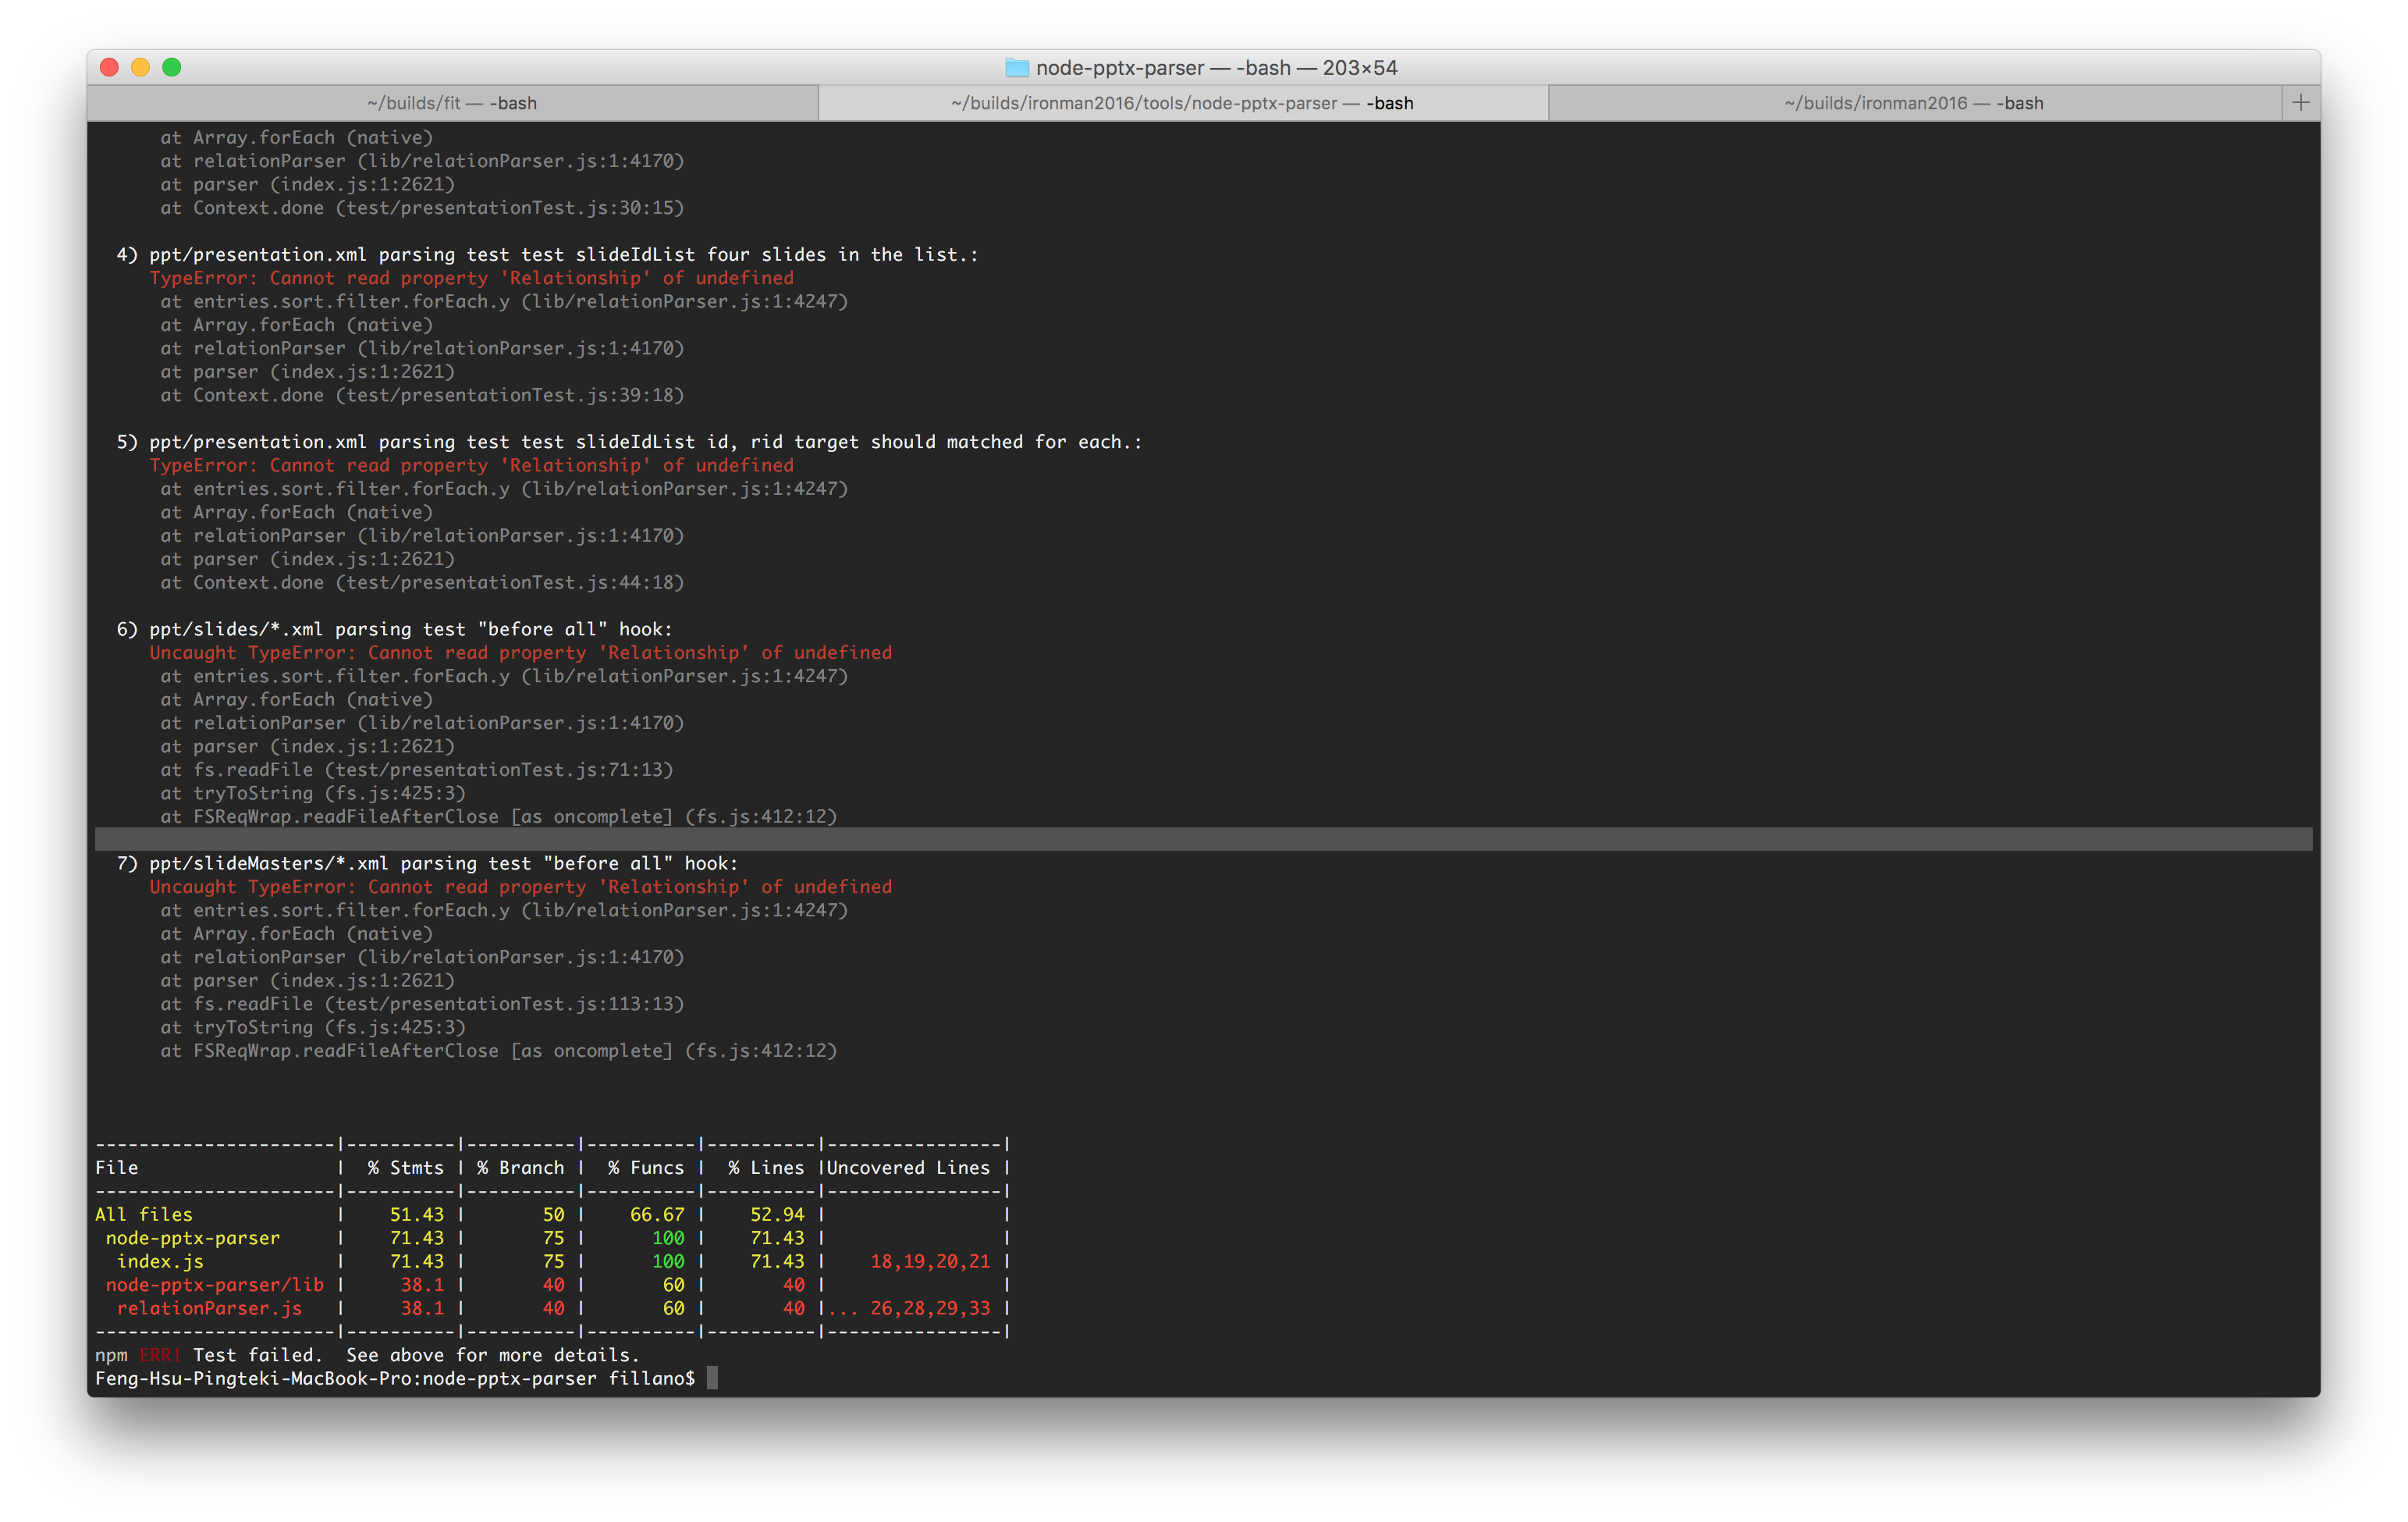 node-pptx-parser — -bash — 203×54
~/builds/fit — -bash
~/builds/ironman2016/tools/node-pptx-parser — -bash
~/builds/ironman2016 — -bash
at Array.forEach (native)
at relationParser (lib/relationParser.js:1:4170)
at parser (index.js:1:2621)
at Context.done (test/presentationTest.js:30:15)
4) ppt/presentation.xml parsing test test slideIdList four slides in the list.:
TypeError: Cannot read property 'Relationship' of undefined
at entries.sort.filter.forEach.y (lib/relationParser.js:1:4247)
at Array.forEach (native)
at relationParser (lib/relationParser.js:1:4170)
at parser (index.js:1:2621)
at Context.done (test/presentationTest.js:39:18)
5) ppt/presentation.xml parsing test test slideIdList id, rid target should matched for each.:
TypeError: Cannot read property 'Relationship' of undefined
at entries.sort.filter.forEach.y (lib/relationParser.js:1:4247)
at Array.forEach (native)
at relationParser (lib/relationParser.js:1:4170)
at parser (index.js:1:2621)
at Context.done (test/presentationTest.js:44:18)
6) ppt/slides/*.xml parsing test "before all" hook:
Uncaught TypeError: Cannot read property 'Relationship' of undefined
at entries.sort.filter.forEach.y (lib/relationParser.js:1:4247)
at Array.forEach (native)
at relationParser (lib/relationParser.js:1:4170)
at parser (index.js:1:2621)
at fs.readFile (test/presentationTest.js:71:13)
at tryToString (fs.js:425:3)
at FSReqWrap.readFileAfterClose [as oncomplete] (fs.js:412:12)
7) ppt/slideMasters/*.xml parsing test "before all" hook:
Uncaught TypeError: Cannot read property 'Relationship' of undefined
at entries.sort.filter.forEach.y (lib/relationParser.js:1:4247)
at Array.forEach (native)
at relationParser (lib/relationParser.js:1:4170)
at parser (index.js:1:2621)
at fs.readFile (test/presentationTest.js:113:13)
at tryToString (fs.js:425:3)
at FSReqWrap.readFileAfterClose [as oncomplete] (fs.js:412:12)
----------------------|----------|----------|----------|----------|----------------|
File                  |  % Stmts | % Branch |  % Funcs |  % Lines |Uncovered Lines |
----------------------|----------|----------|----------|----------|----------------|
All files             |    51.43 |       50 |    66.67 |    52.94 |                |
 node-pptx-parser     |    71.43 |       75 |      100 |    71.43 |                |
  index.js            |    71.43 |       75 |      100 |    71.43 |    18,19,20,21 |
 node-pptx-parser/lib |     38.1 |       40 |       60 |       40 |                |
  relationParser.js   |     38.1 |       40 |       60 |       40 |... 26,28,29,33 |
----------------------|----------|----------|----------|----------|----------------|
npm ERR! Test failed.  See above for more details.
Feng-Hsu-Pingteki-MacBook-Pro:node-pptx-parser fillano$